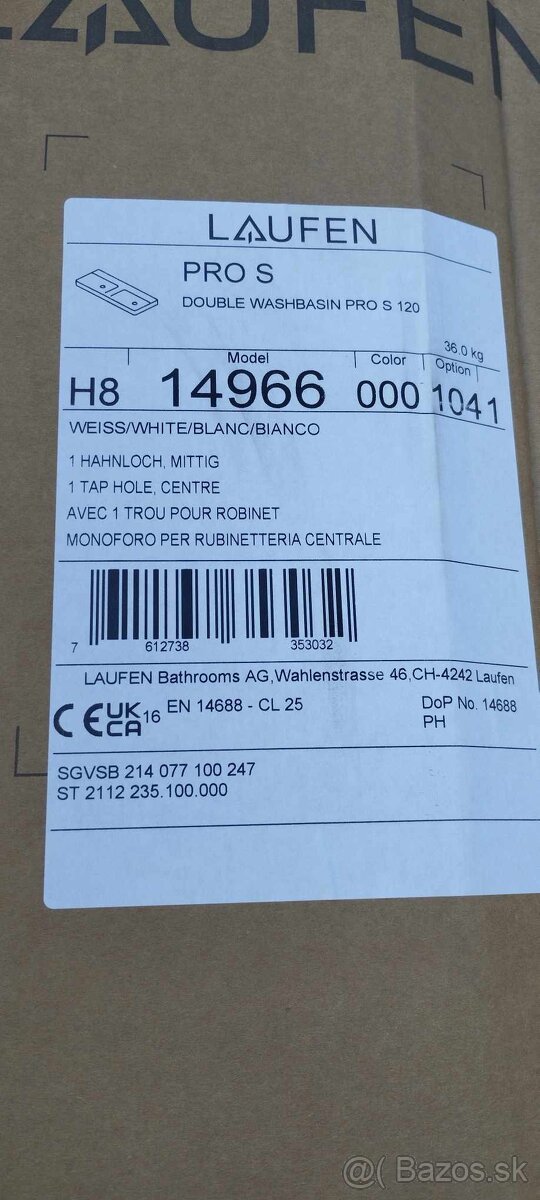 LAUFEN
LAUFEN
PRO S
DOUBLE WASHBASIN PRO S 120
36.0 kg
Model Color Option
H8 14966 000 1041
WEISS/WHITE/BLANC/BIANCO
1 HAHNLOCH, MITTIG
1 TAP HOLE, CENTRE
AVEC 1 TROU POUR ROBINET
MONOFORO PER RUBINETTERIA CENTRALE
7 612738 353032
LAUFEN Bathrooms AG,Wahlenstrasse 46,CH-4242 Laufen
CE UK CA 16 EN 14688 - CL 25 DoP No. 14688
PH
SGVSB 214 077 100 247
ST 2112 235.100.000
@ Bazos.sk